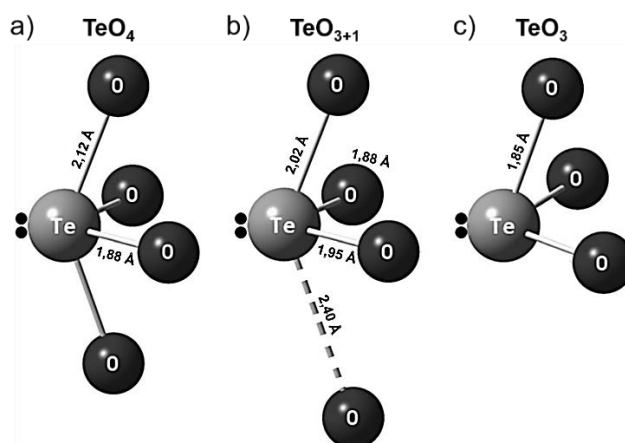 a) TeO₄
b) TeO₃₊₁
c) TeO₃
O
2,12 Å
O
Te
O
1,88 Å
O
O
2,02 Å
1,88 Å
O
Te
O
1,95 Å
2,40 Å
O
O
1,85 Å
O
Te
O